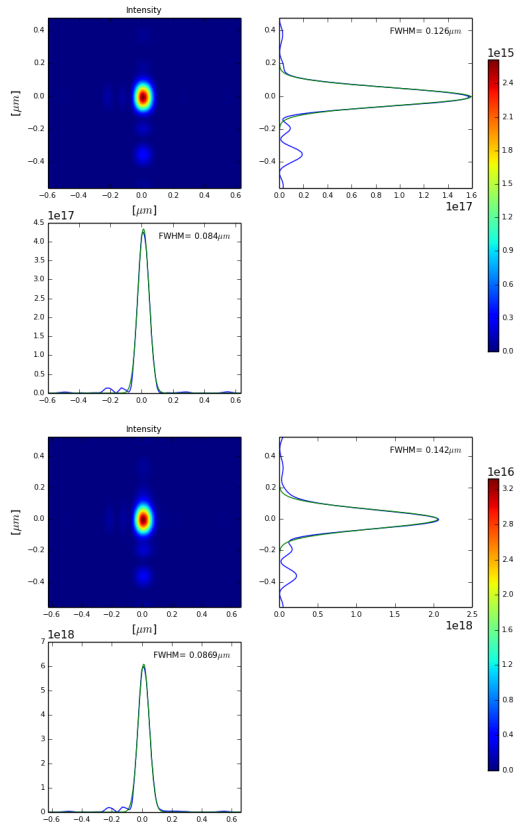 Intensity
0.4
0.2
0.0
−0.2
−0.4
[μm]
−0.6 −0.4 −0.2 0.0 0.2 0.4 0.6
[μm]
FWHM= 0.126μm
0.4
0.2
0.0
−0.2
−0.4
0.0 0.2 0.4 0.6 0.8 1.0 1.2 1.4 1.6
1e17
1e15
2.4
2.1
1.8
1.5
1.2
0.9
0.6
0.3
0.0
1e17
FWHM= 0.084μm
4.5
4.0
3.5
3.0
2.5
2.0
1.5
1.0
0.5
0.0
−0.6 −0.4 −0.2 0.0 0.2 0.4 0.6
Intensity
0.4
0.2
0.0
−0.2
−0.4
[μm]
−0.6 −0.4 −0.2 0.0 0.2 0.4 0.6
[μm]
FWHM= 0.142μm
0.4
0.2
0.0
−0.2
−0.4
0.0 0.5 1.0 1.5 2.0 2.5
1e18
1e16
3.2
2.8
2.4
2.0
1.6
1.2
0.8
0.4
0.0
1e18
FWHM= 0.0869μm
7
6
5
4
3
2
1
0
−0.6 −0.4 −0.2 0.0 0.2 0.4 0.6